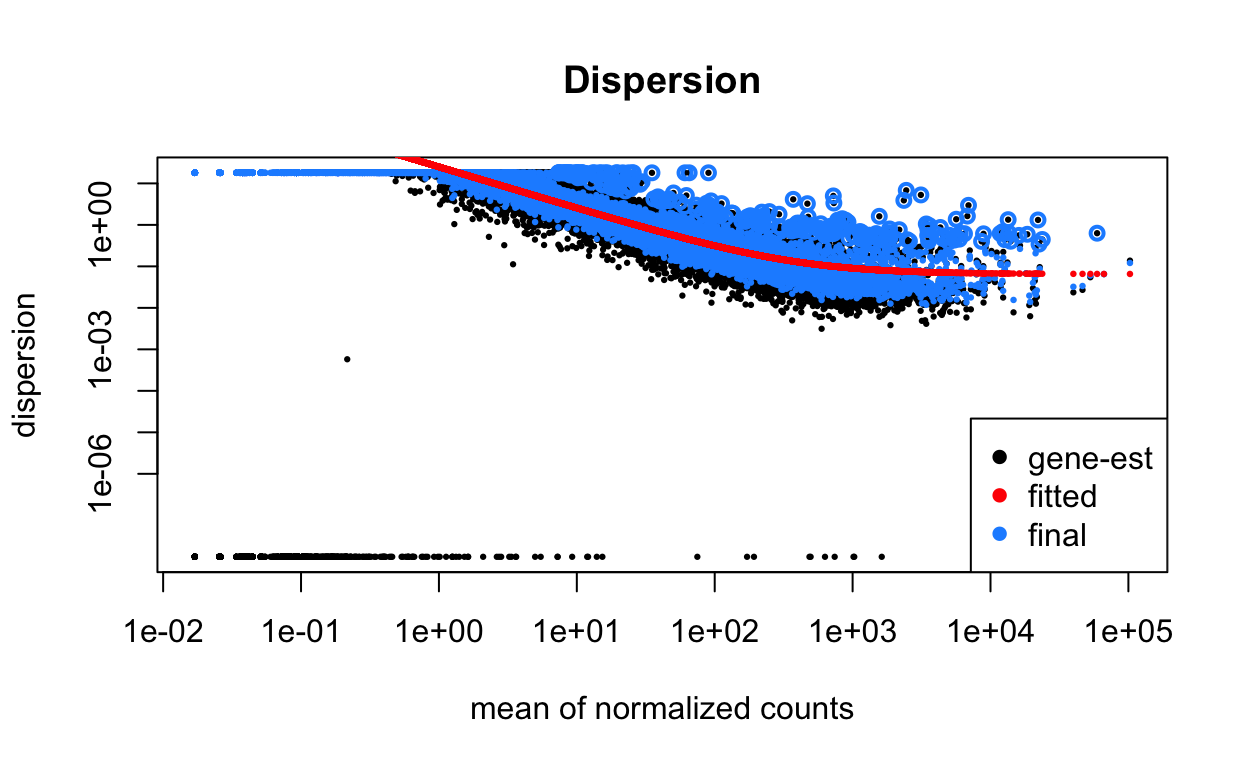 Dispersion
dispersion
1e+00
1e-03
1e-06
gene-est
fitted
final
1e-02 1e-01 1e+00 1e+01 1e+02 1e+03 1e+04 1e+05
mean of normalized counts